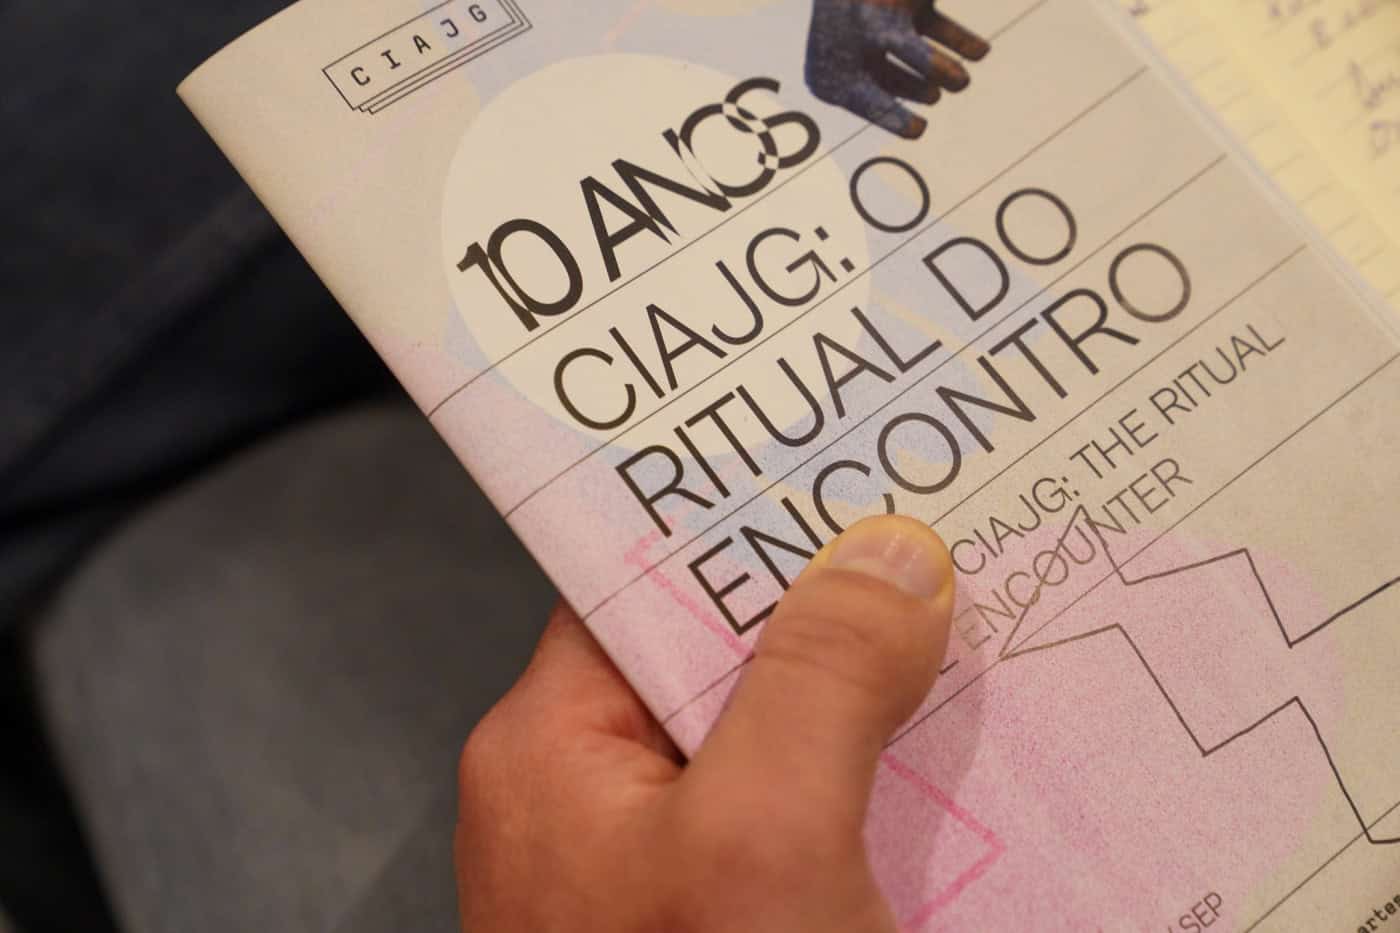 CIAJG
10 ANOS
CIAJG: O
RITUAL DO
ENCONTRO
CIAJG: THE RITUAL
ENCOUNTER
SEP